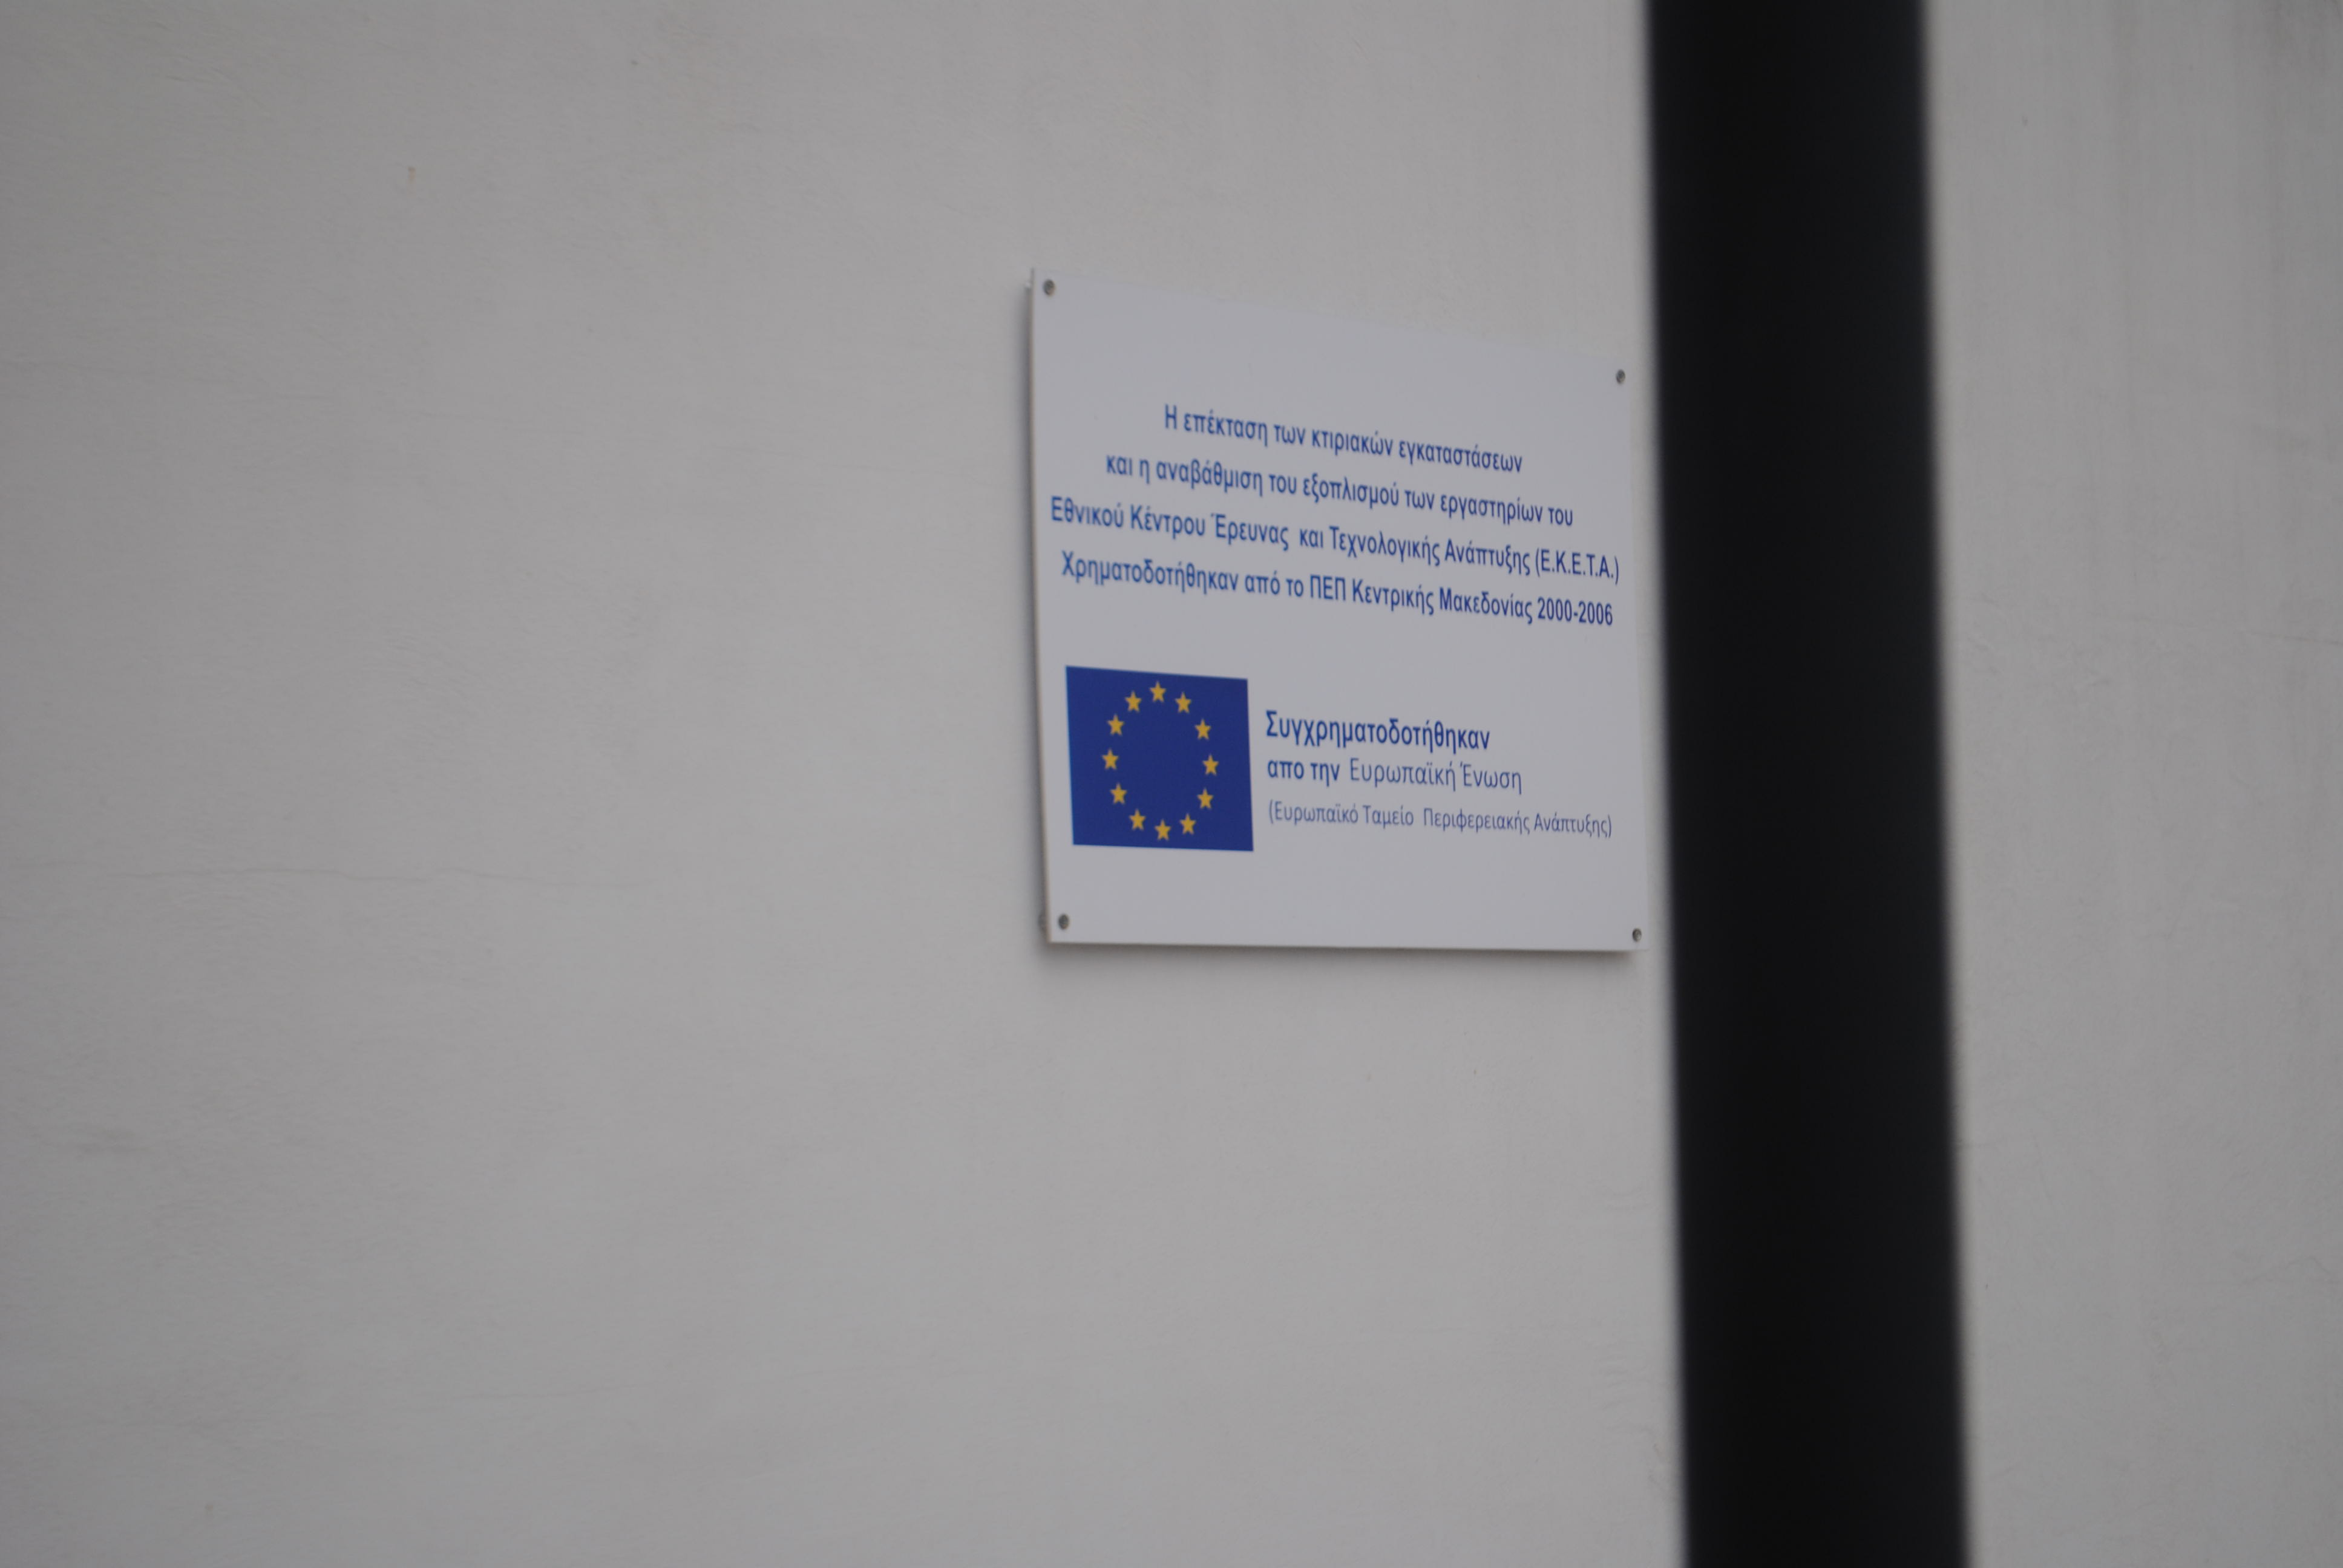 Η επέκταση των κτιριακών εγκαταστάσεων
και η αναβάθμιση του εξοπλισμού των εργαστηρίων του
Εθνικού Κέντρου Έρευνας και Τεχνολογικής Ανάπτυξης (Ε.Κ.Ε.Τ.Α.)
Χρηματοδοτήθηκαν από το ΠΕΠ Κεντρικής Μακεδονίας 2000-2006
Συγχρηματοδοτήθηκαν
απο την Ευρωπαϊκή Ένωση
(Ευρωπαϊκό Ταμείο Περιφερειακής Ανάπτυξης)